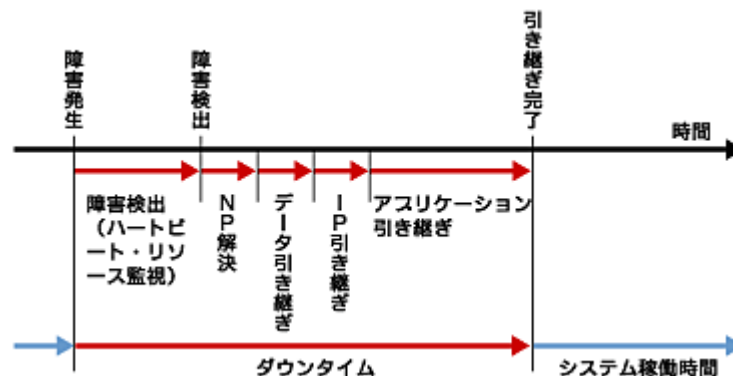 障害発生
障害検出
引き継ぎ完了
時間
障害検出
（ハートビ
ート・リソ
ース監視）
NP解決
データ引き継ぎ
IP引き継ぎ
アプリケーション
引き継ぎ
ダウンタイム
システム稼働時間